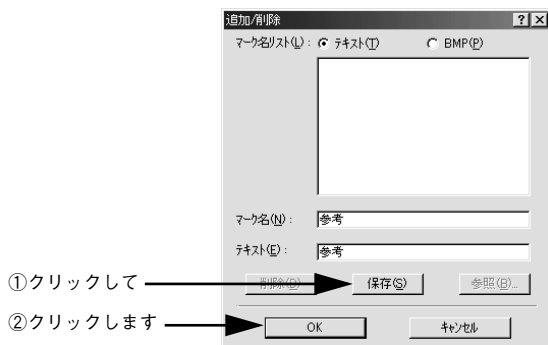 追加/削除
マーク名リスト(L): テキスト(T) BMP(P)
マーク名(N): 参考
テキスト(E): 参考
①クリックして 削除(D) 保存(S) 参照(B)...
②クリックします OK キャンセル